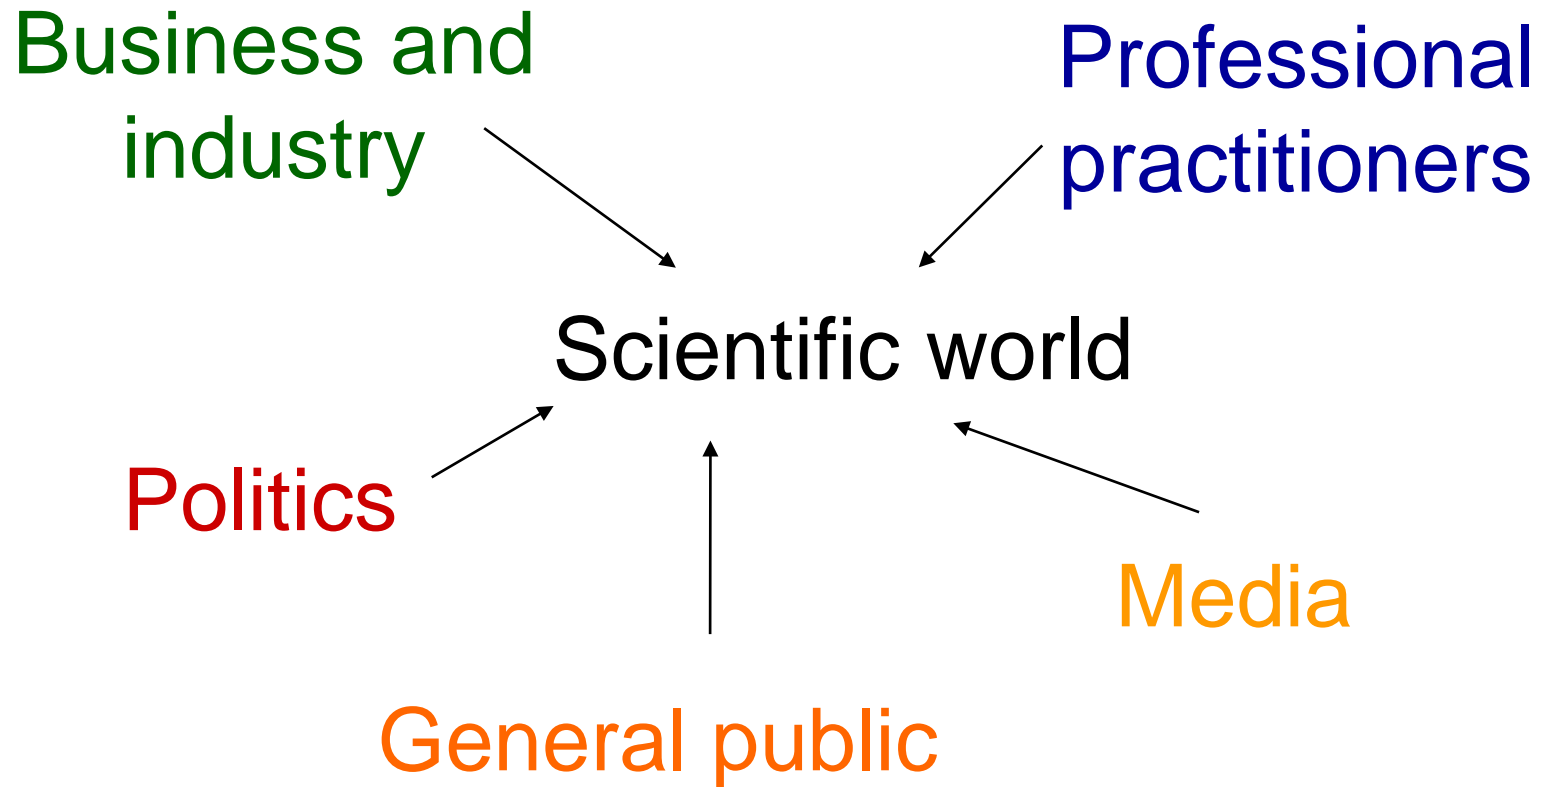 Business and
industry
Professional
practitioners
Scientific world
Politics
Media
General public